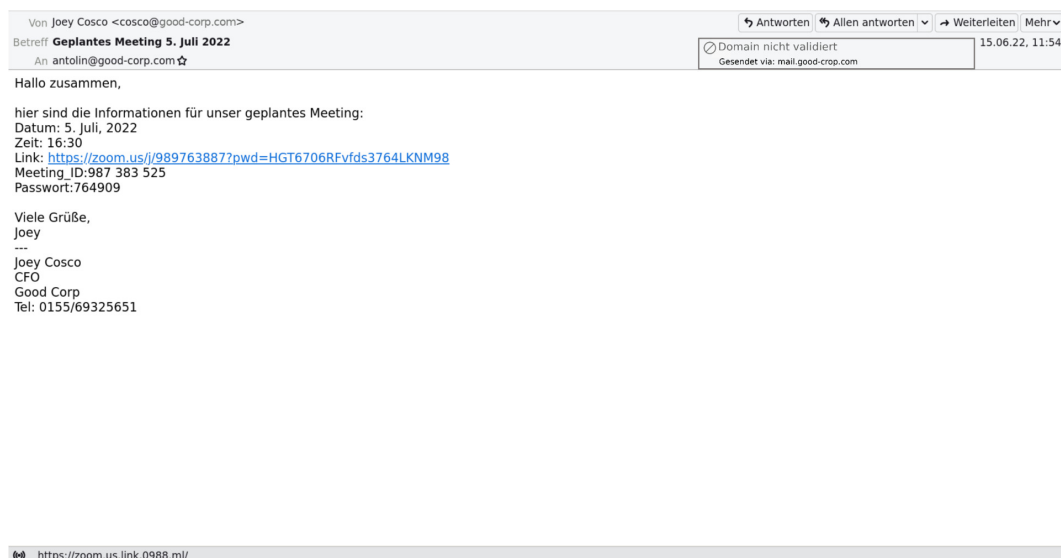 Von Joey Cosco <cosco@good-corp.com>
Antworten Allen antworten Weiterleiten Mehr
Betreff Geplantes Meeting 5. Juli 2022
Domain nicht validiert
15.06.22, 11:54
An antolin@good-corp.com
Gesendet via: mail.good-crop.com
Hallo zusammen,
hier sind die Informationen für unser geplantes Meeting:
Datum: 5. Juli, 2022
Zeit: 16:30
Link: https://zoom.us/j/989763887?pwd=HGT6706RFvfds3764LKNM98
Meeting_ID:987 383 525
Passwort:764909
Viele Grüße,
Joey
---
Joey Cosco
CFO
Good Corp
Tel: 0155/69325651
https://zoom.us.link.0988.ml/